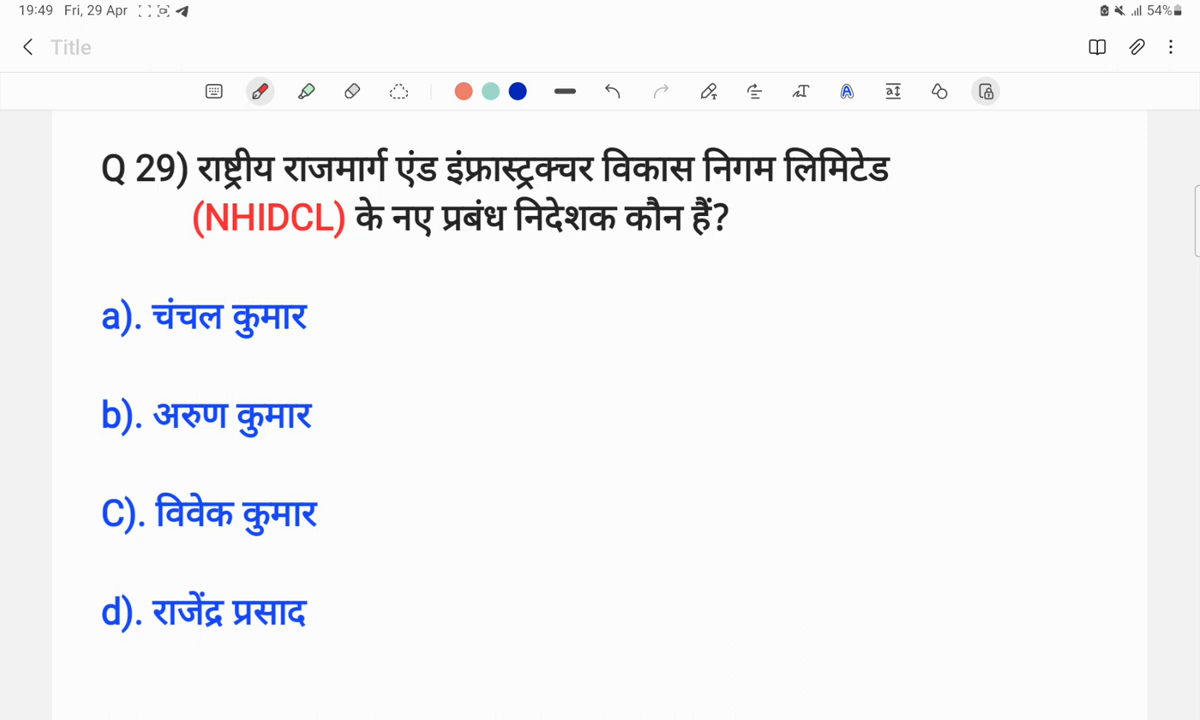 19:49 Fri, 29 Apr 54%
Title
Q 29) राष्ट्रीय राजमार्ग एंड इंफ्रास्ट्रक्चर विकास निगम लिमिटेड
(NHIDCL) के नए प्रबंध निदेशक कौन हैं?
a). चंचल कुमार
b). अरुण कुमार
C). विवेक कुमार
d). राजेंद्र प्रसाद